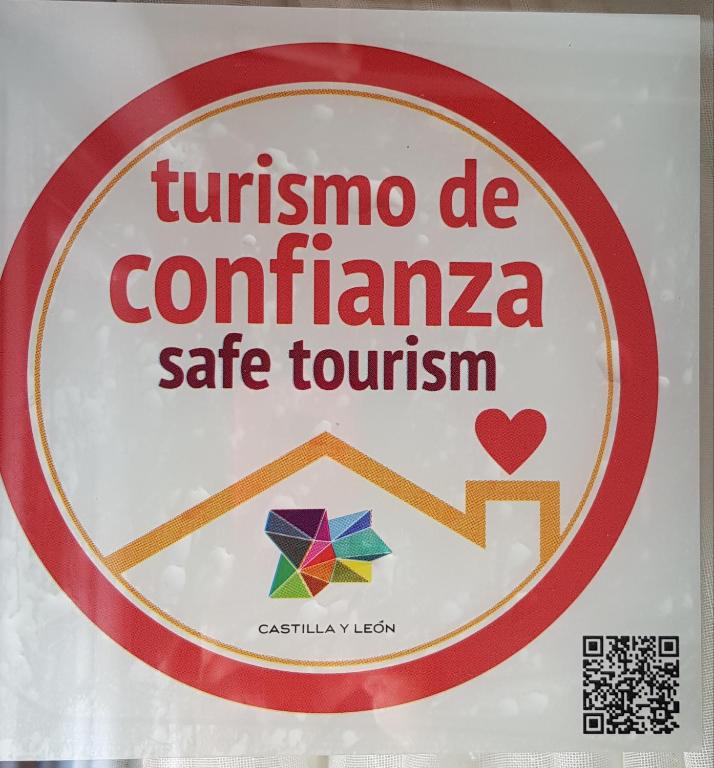 turismo de
confianza
safe tourism
CASTILLA Y LEÓN